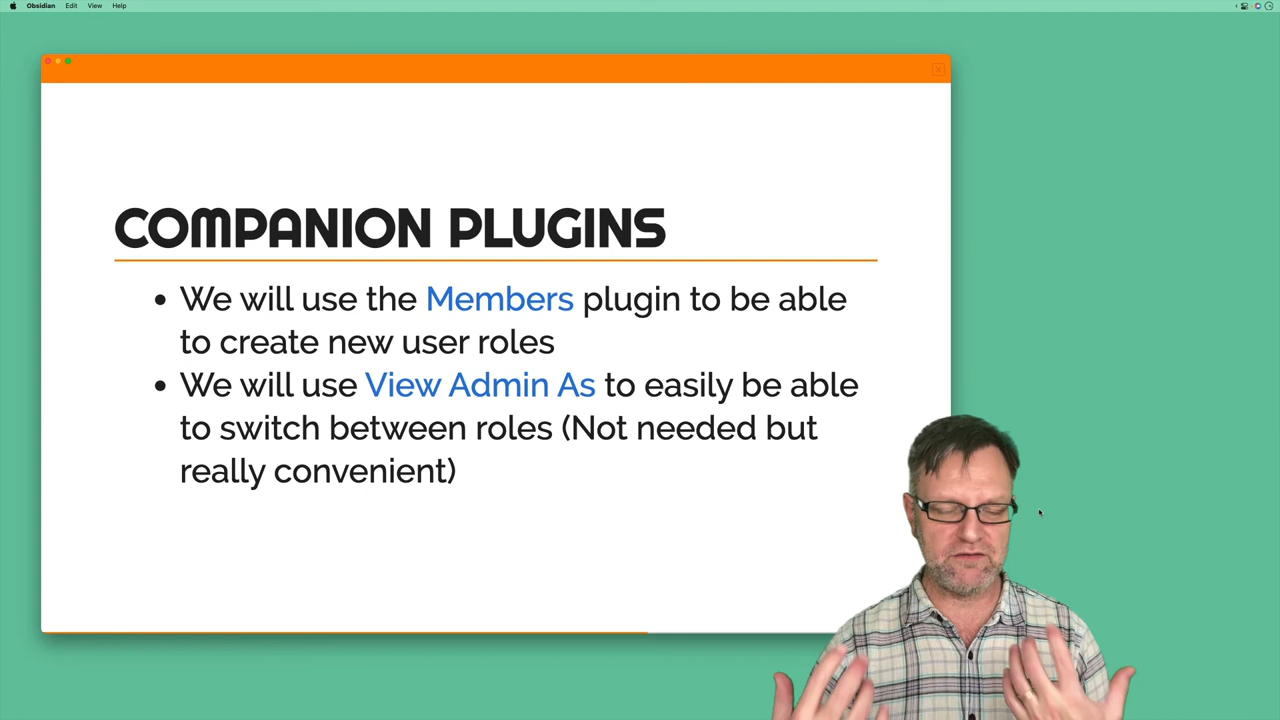 Obsidian Edit View Help
COMPANION PLUGINS
We will use the Members plugin to be able
to create new user roles
We will use View Admin As to easily be able
to switch between roles (Not needed but
really convenient)